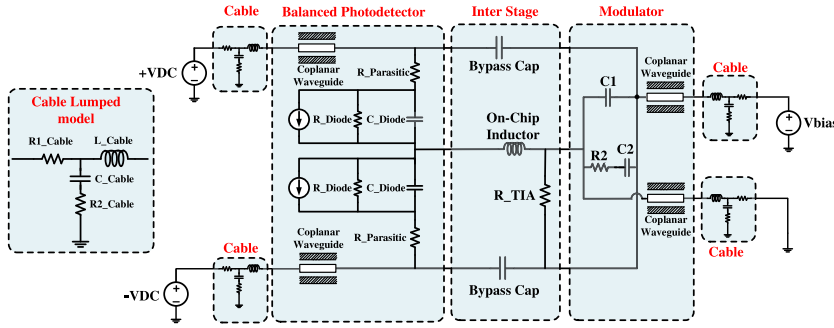 Cable
Balanced Photodetector
Inter Stage
Modulator
+VDC
Coplanar
Waveguide
R_Parasitic
Bypass Cap
C1
Coplanar
Waveguide
Cable
Vbias
Cable Lumped
model
R1_Cable
L_Cable
C_Cable
R2_Cable
R_Diode
C_Diode
On-Chip
Inductor
R2
C2
R_Diode
C_Diode
R_TIA
Coplanar
Waveguide
R_Parasitic
Coplanar
Waveguide
Cable
Cable
-VDC
Bypass Cap